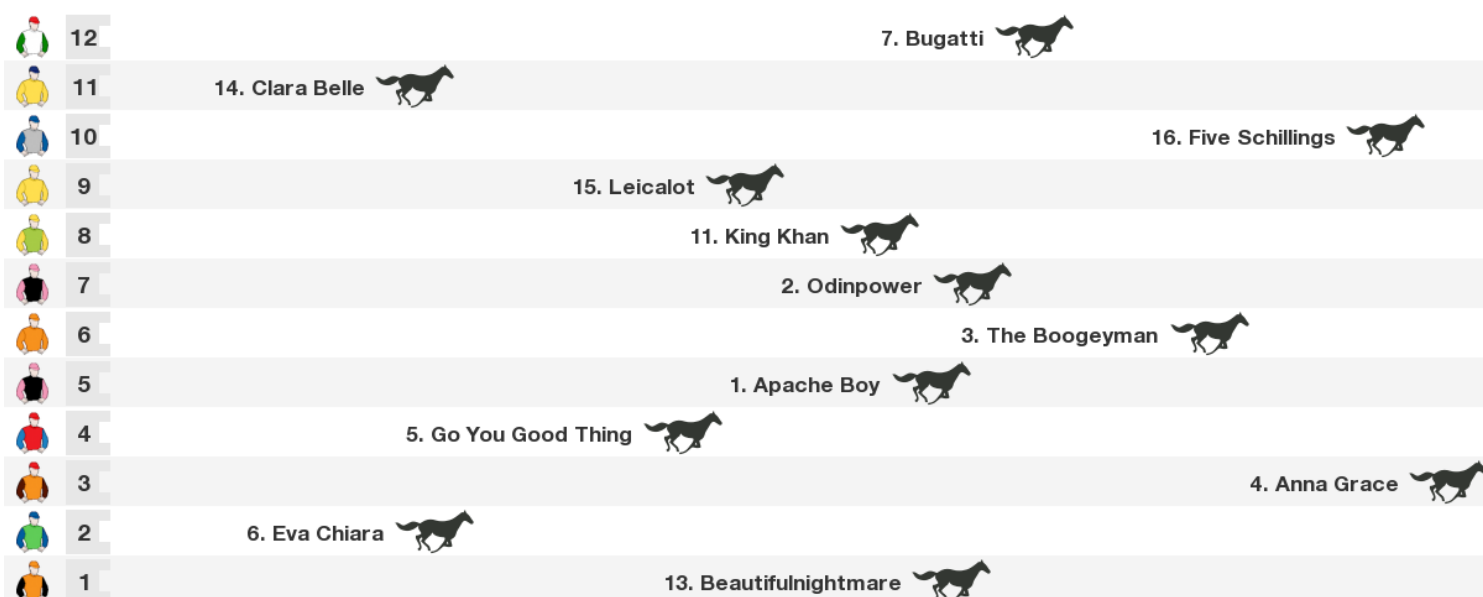 12 7. Bugatti
11 14. Clara Belle
10 16. Five Schillings
9 15. Leicalot
8 11. King Khan
7 2. Odinpower
6 3. The Boogeyman
5 1. Apache Boy
4 5. Go You Good Thing
3 4. Anna Grace
2 6. Eva Chiara
1 13. Beautifulnightmare